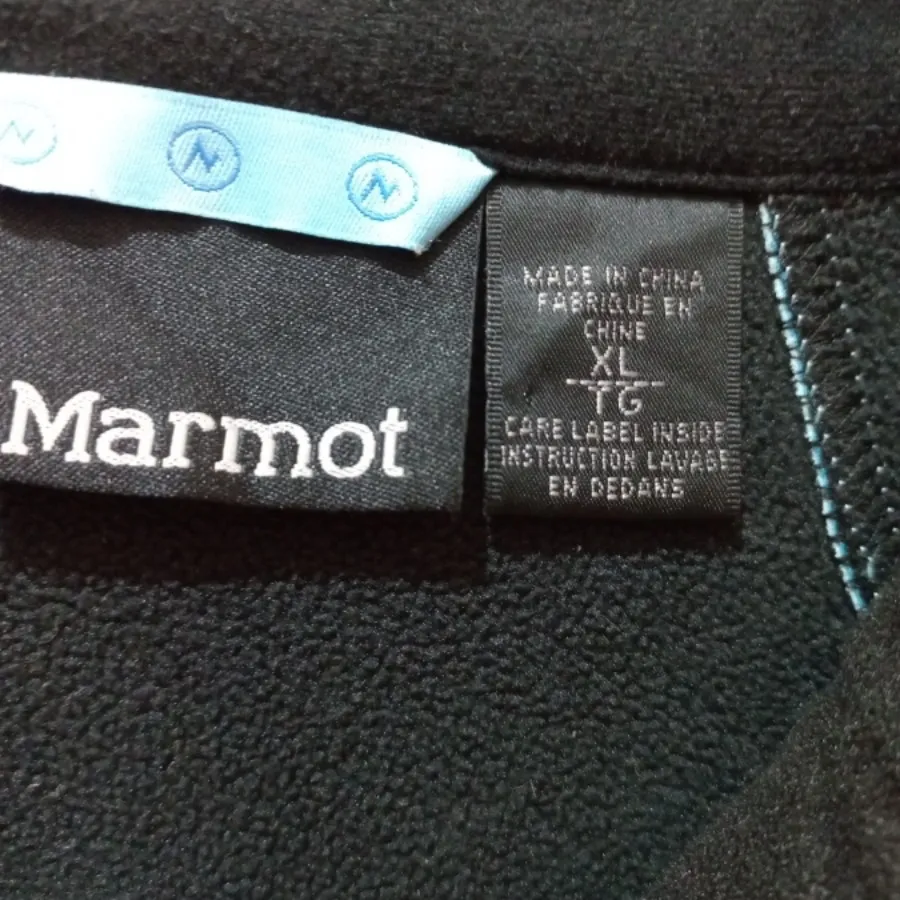 Marmot
MADE IN CHINA
FABRIQUE EN
CHINE
XL
TG
CARE LABEL INSIDE
INSTRUCTION LAVAGE
EN DEDANS